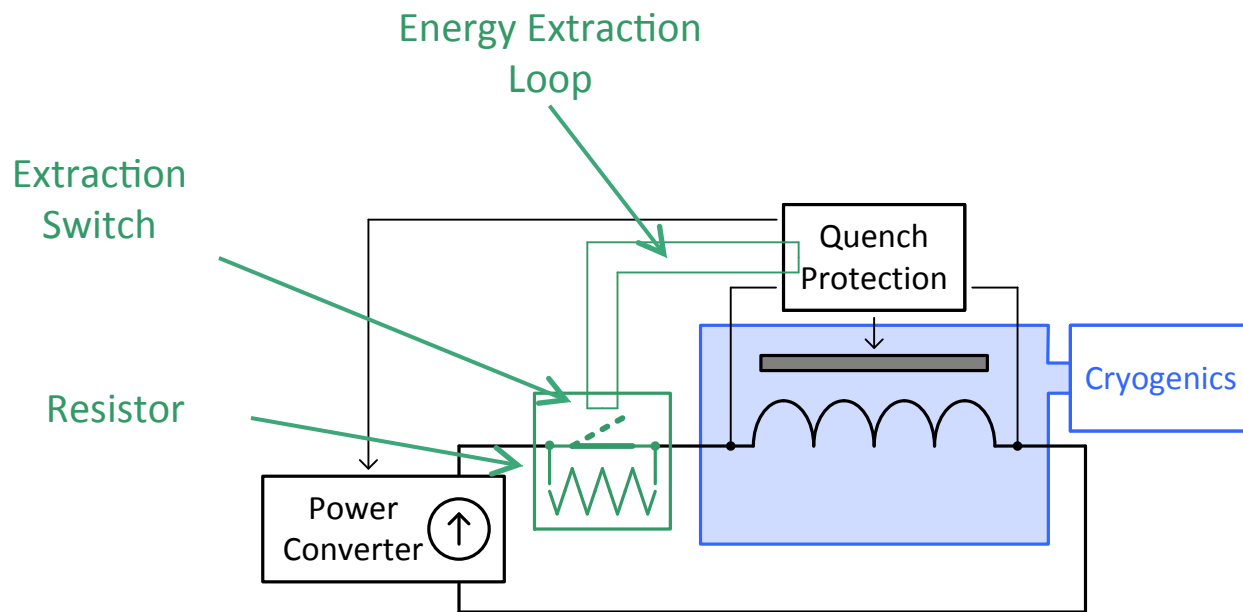 Energy Extraction
Loop
Extraction
Switch
Quench
Protection
Cryogenics
Resistor
Power
Converter